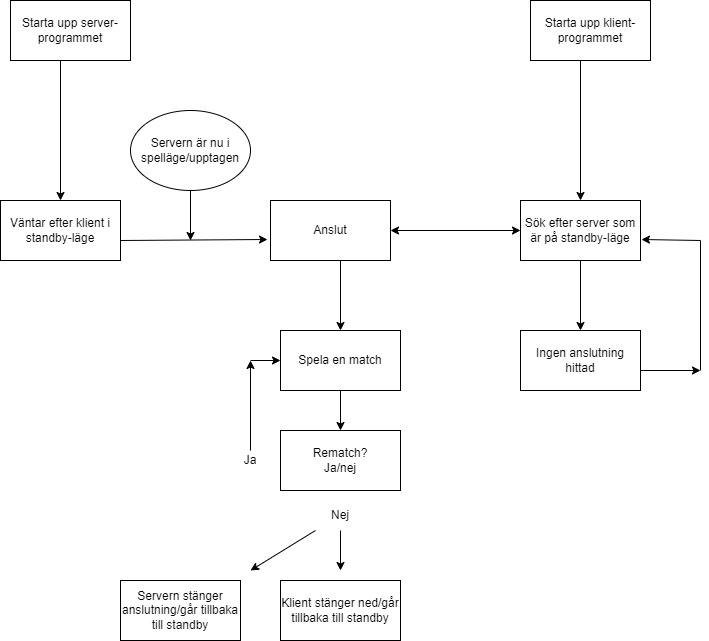 Starta upp server-
programmet
Starta upp klient-
programmet
Servern är nu i
spelläge/upptagen
Väntar efter klient i
standby-läge
Anslut
Sök efter server som
är på standby-läge
Ingen anslutning
hittad
Spela en match
Ja
Rematch?
Ja/nej
Nej
Servern stänger
anslutning/går tillbaka
till standby
Klient stänger ned/går
tillbaka till standby